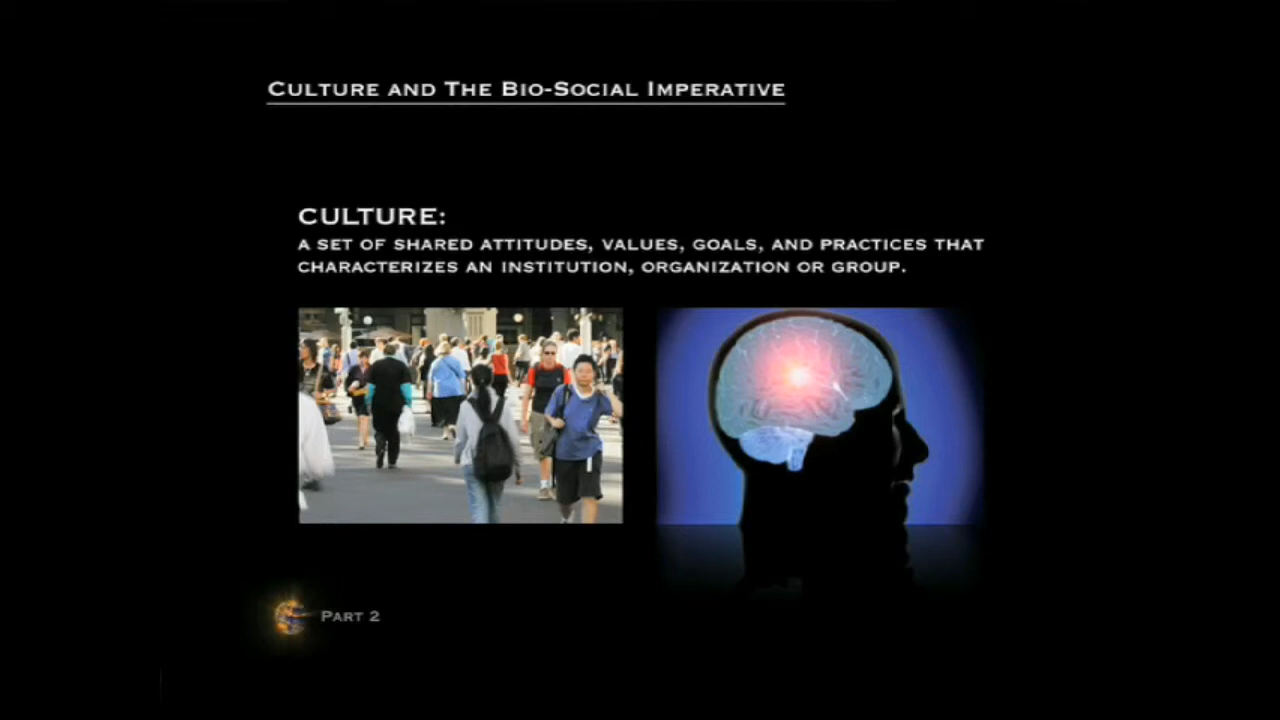 Culture and The Bio-Social Imperative
CULTURE:
A SET OF SHARED ATTITUDES, VALUES, GOALS, AND PRACTICES THAT
CHARACTERIZES AN INSTITUTION, ORGANIZATION OR GROUP.
Part 2